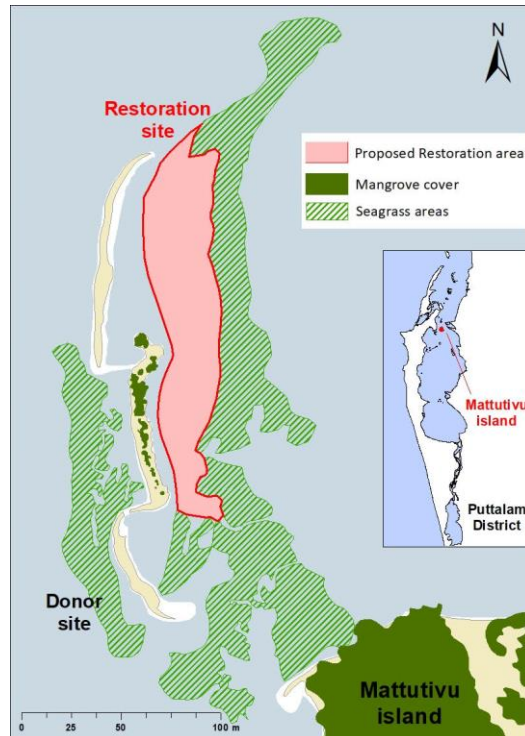 N
Restoration
site
Proposed Restoration area
Mangrove cover
Seagrass areas
Mattutivu
island
Puttalam
District
Donor
site
Mattutivu
island
0 25 50 100 m